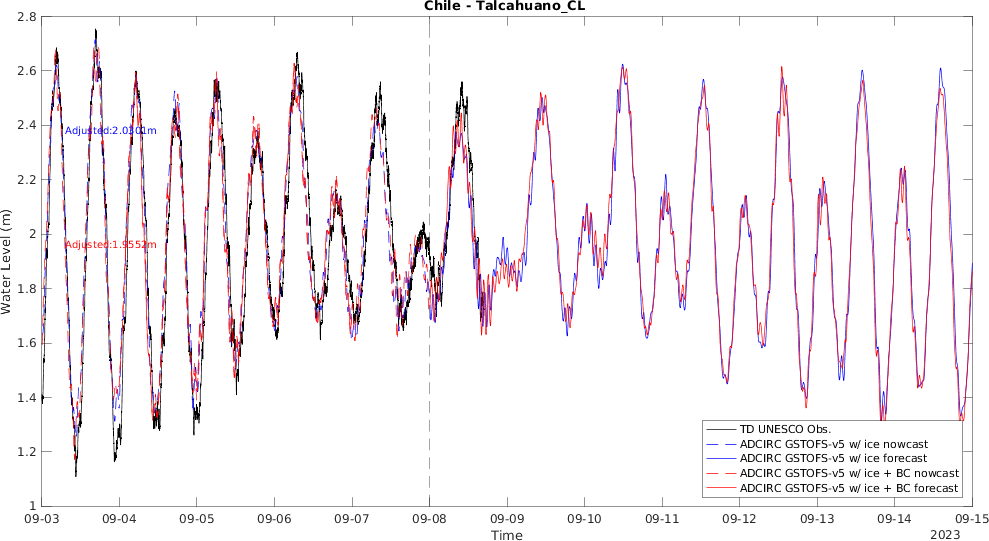 Chile - Talcahuano_CL
2.8
2.6
2.4
2.2
2
1.8
1.6
1.4
1.2
1
Water Level (m)
Adjusted:2.0301m
Adjusted:1.9552m
TD UNESCO Obs.
ADCIRC GSTOFS-v5 w/ ice nowcast
ADCIRC GSTOFS-v5 w/ ice forecast
ADCIRC GSTOFS-v5 w/ ice + BC nowcast
ADCIRC GSTOFS-v5 w/ ice + BC forecast
09-03 09-04 09-05 09-06 09-07 09-08 09-09 09-10 09-11 09-12 09-13 09-14 09-15
Time
2023